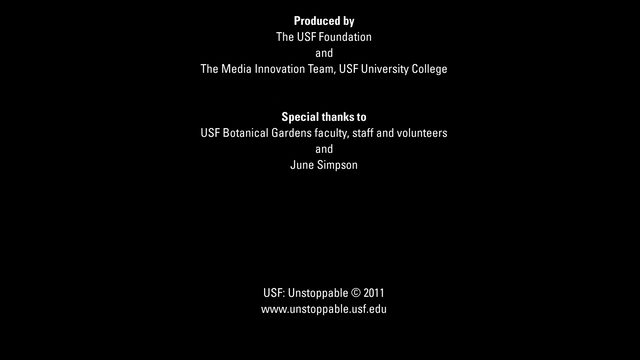 Produced by
The USF Foundation
and
The Media Innovation Team, USF University College
Special thanks to
USF Botanical Gardens faculty, staff and volunteers
and
June Simpson
USF: Unstoppable © 2011
www.unstoppable.usf.edu